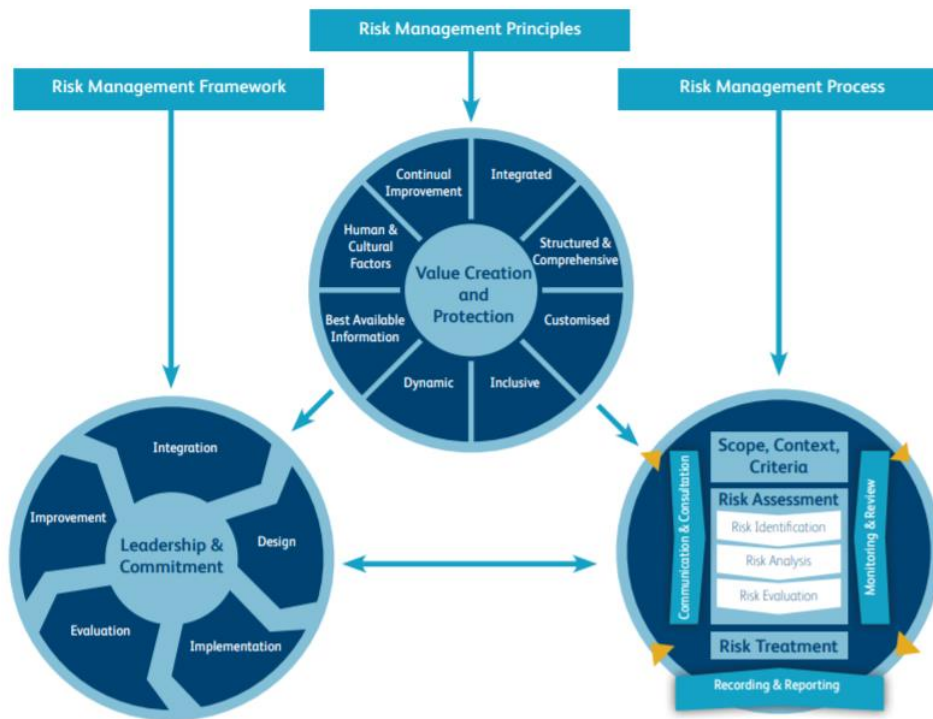 Risk Management Principles
Risk Management Framework
Risk Management Process
Continual
Improvement
Integrated
Human &
Cultural
Factors
Structured &
Comprehensive
Value Creation
and
Protection
Best Available
Information
Customised
Dynamic
Inclusive
Integration
Improvement
Design
Leadership &
Commitment
Evaluation
Implementation
Scope, Context,
Criteria
Risk Assessment
Risk Identification
Risk Analysis
Risk Evaluation
Communication & Consultation
Monitoring & Review
Risk Treatment
Recording & Reporting